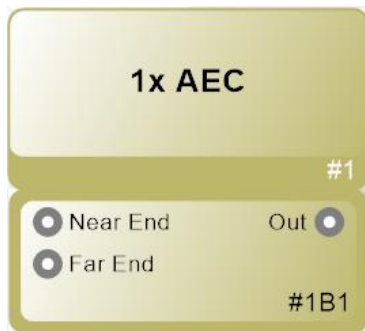 1x AEC
#1
Near End Out
Far End
#1B1